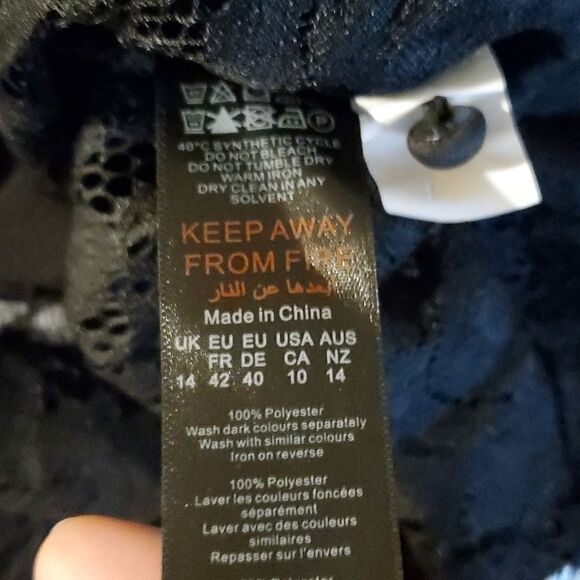 40°C SYNTHETIC CYCLE
DO NOT BLEACH
DO NOT TUMBLE DRY
WARM IRON
DRY CLEAN IN ANY
SOLVENT
KEEP AWAY
FROM FIRE
بعدها عن النار
Made in China
UK EU EU USA AUS
FR DE CA NZ
14 42 40 10 14
100% Polyester
Wash dark colours separately
Wash with similar colours
Iron on reverse
100% Polyester
Laver les couleurs foncées
séparément
Laver avec des couleurs
similaires
Repasser sur l'envers